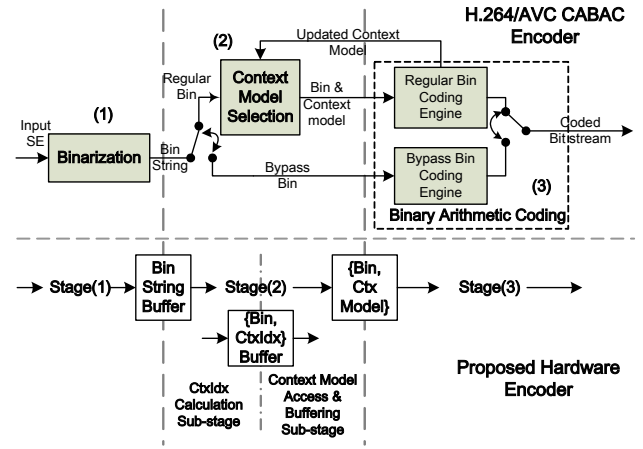 H.264/AVC CABAC
Encoder
(2)
Updated Context
Model
Regular
Bin
Context
Model
Selection
Bin &
Context
model
Regular Bin
Coding
Engine
(1)
Input
SE
Binarization
Bin
String
Coded
Bit stream
Bypass
Bin
Bypass Bin
Coding
Engine
(3)
Binary Arithmetic Coding
Stage(1)
Bin
String
Buffer
Stage(2)
{Bin,
Ctx
Model}
Stage(3)
{Bin,
CtxIdx}
Buffer
CtxIdx
Calculation
Sub-stage
Context Model
Access &
Buffering
Sub-stage
Proposed Hardware
Encoder